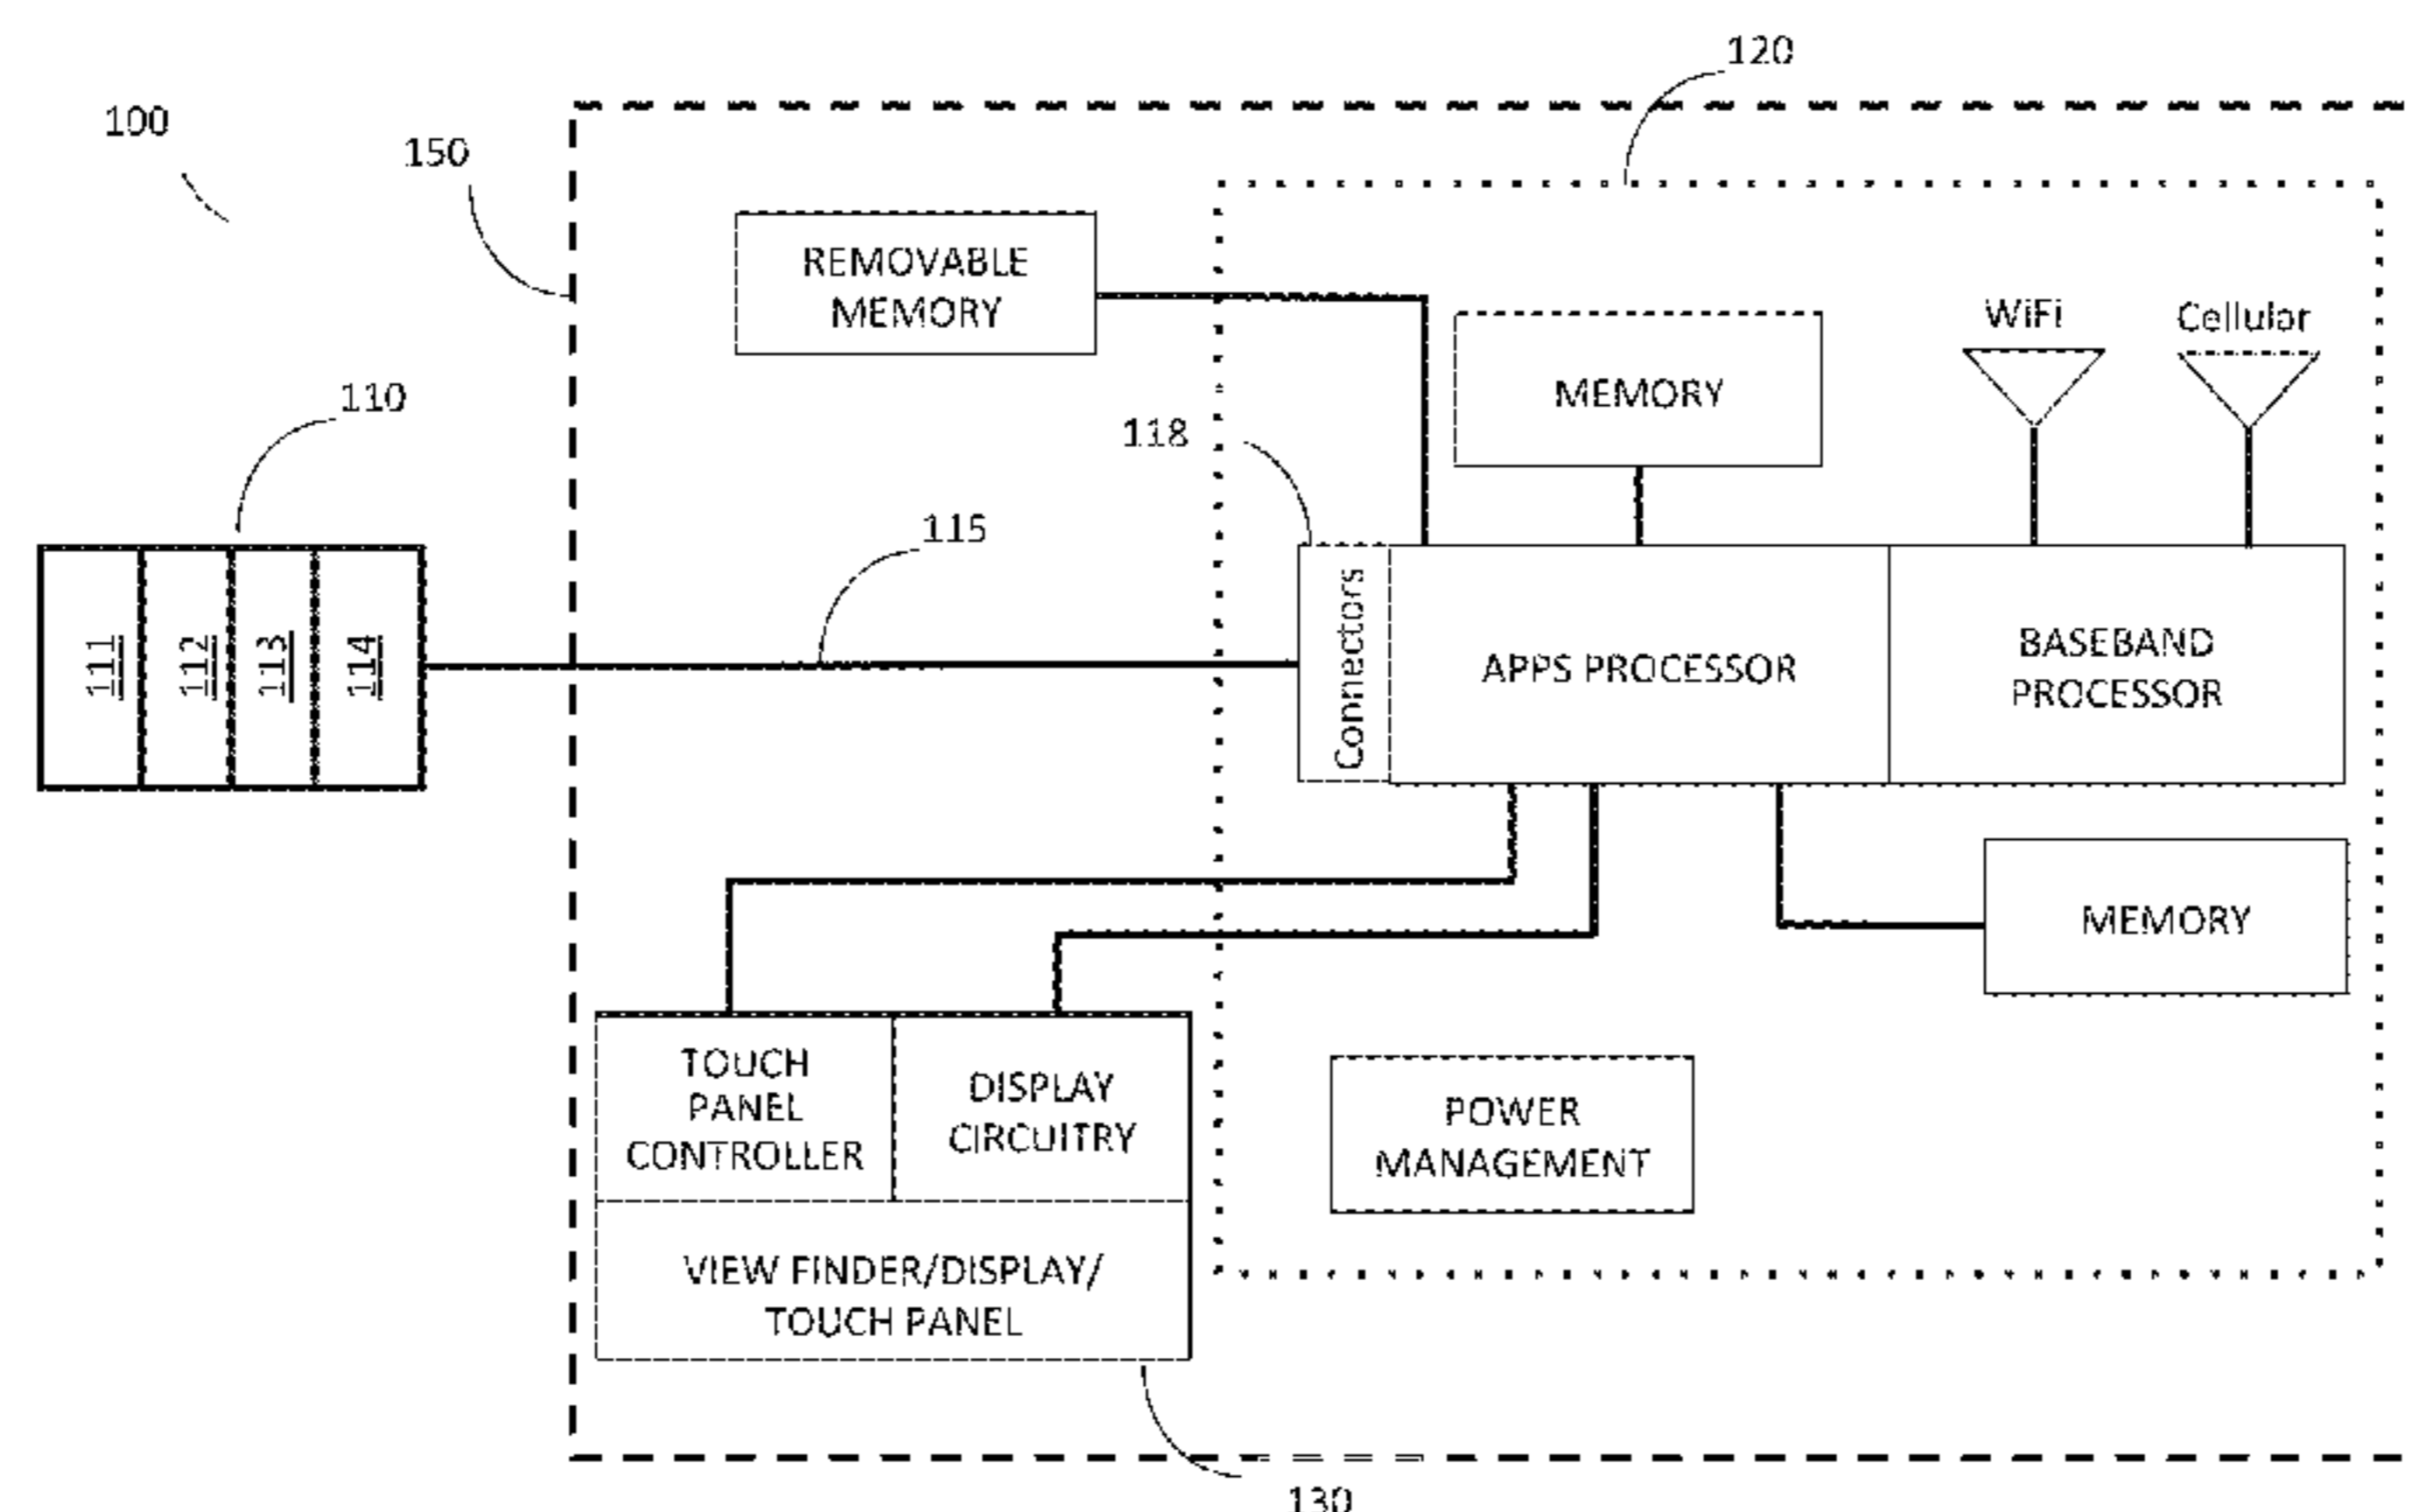 120
100
150
REMOVABLE
MEMORY
WiFi
Cellular
MEMORY
110
118
115
111
112
113
114
Connectors
APPS PROCESSOR
BASEBAND
PROCESSOR
MEMORY
TOUCH
PANEL
CONTROLLER
DISPLAY
CIRCUITRY
POWER
MANAGEMENT
VIEW FINDER/DISPLAY/
TOUCH PANEL
130